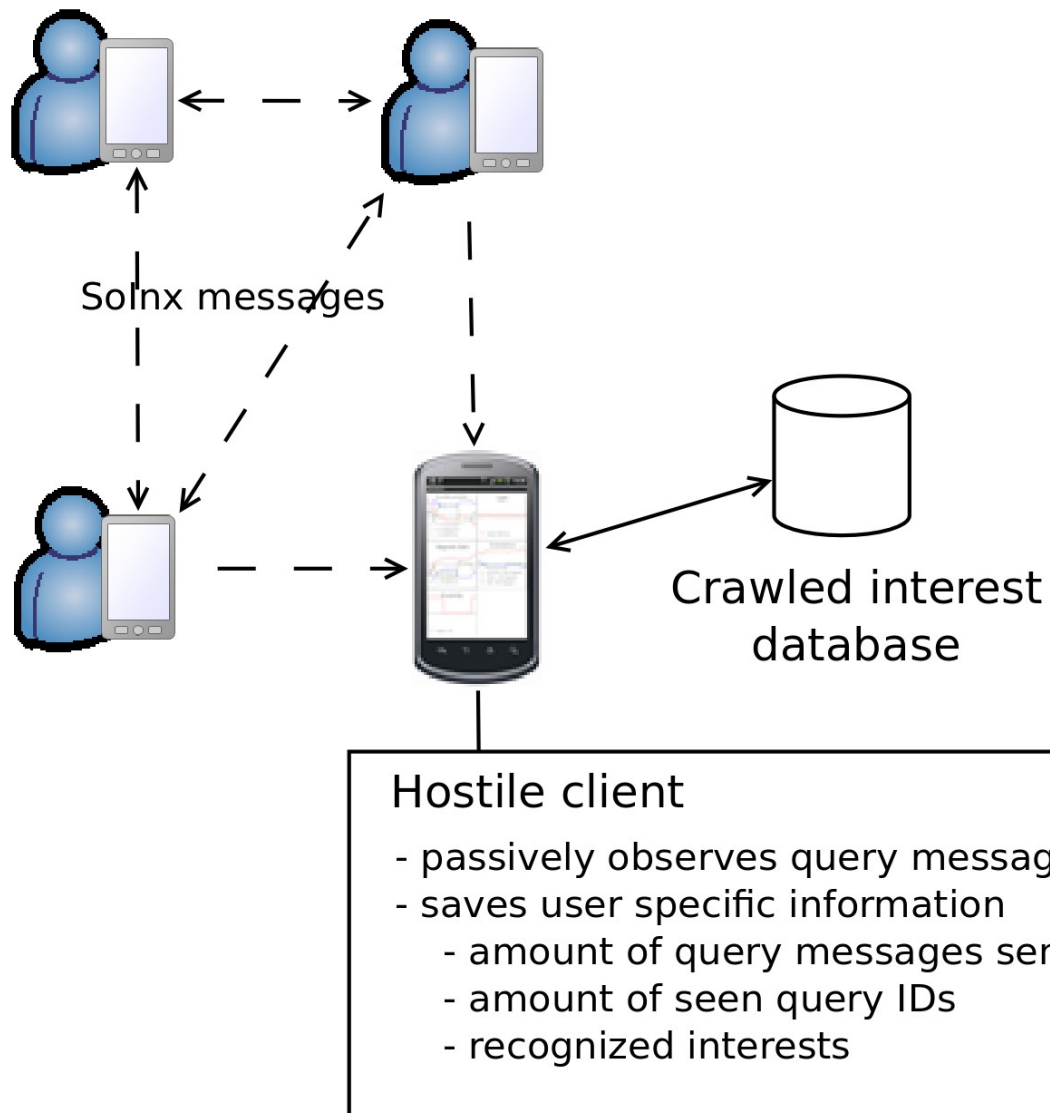 Solnx messages
Crawled interest
database
Hostile client
- passively observes query messag
- saves user specific information
- amount of query messages ser
- amount of seen query IDs
- recognized interests